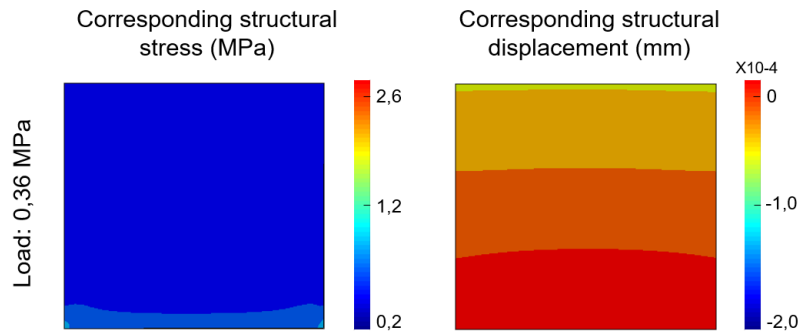 Corresponding structural
stress (MPa)
Corresponding structural
displacement (mm)
Load: 0,36 MPa
2,6
1,2
0,2
X10-4
0
-1,0
-2,0